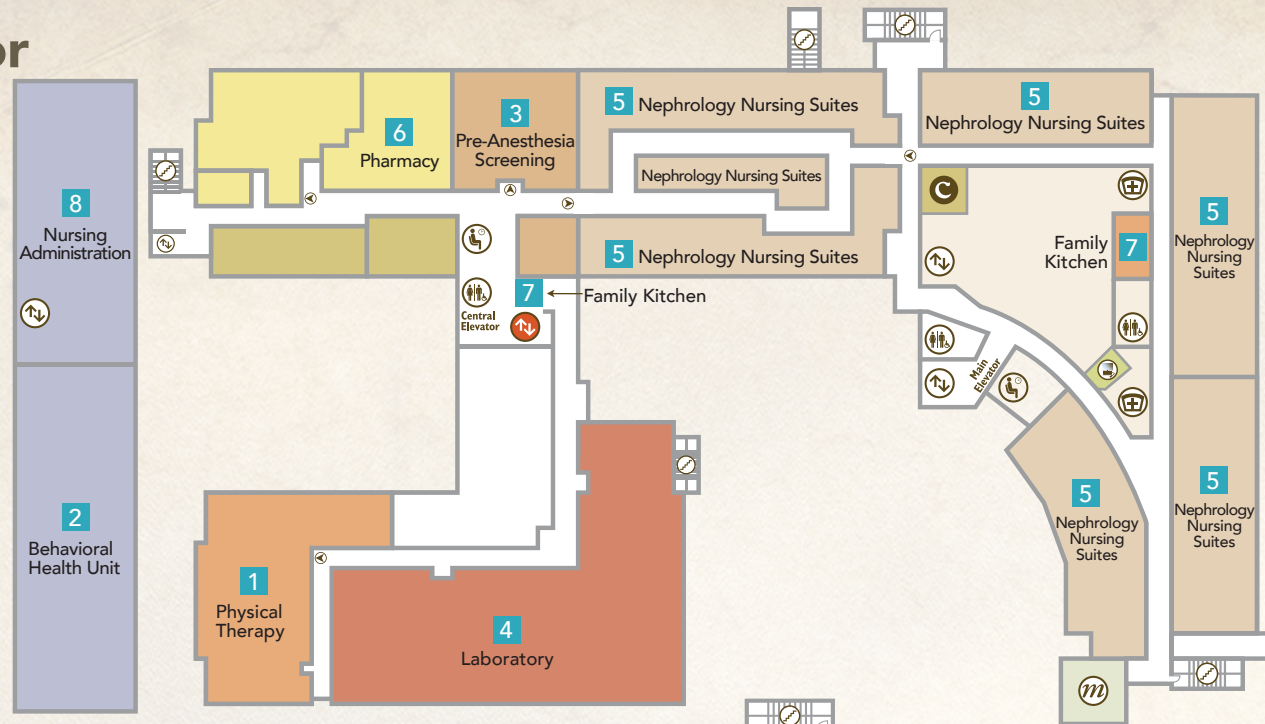 or
8
Nursing
Administration
2
Behavioral
Health Unit
6
Pharmacy
3
Pre-Anesthesia
Screening
5 Nephrology Nursing Suites
Nephrology Nursing Suites
5 Nephrology Nursing Suites
5
Nephrology Nursing Suites
C
5
Nephrology
Nursing
Suites
Family
Kitchen
7
7
Family Kitchen
Central
Elevator
Main
Elevator
5
Nephrology
Nursing
Suites
5
Nephrology
Nursing
Suites
1
Physical
Therapy
4
Laboratory
m